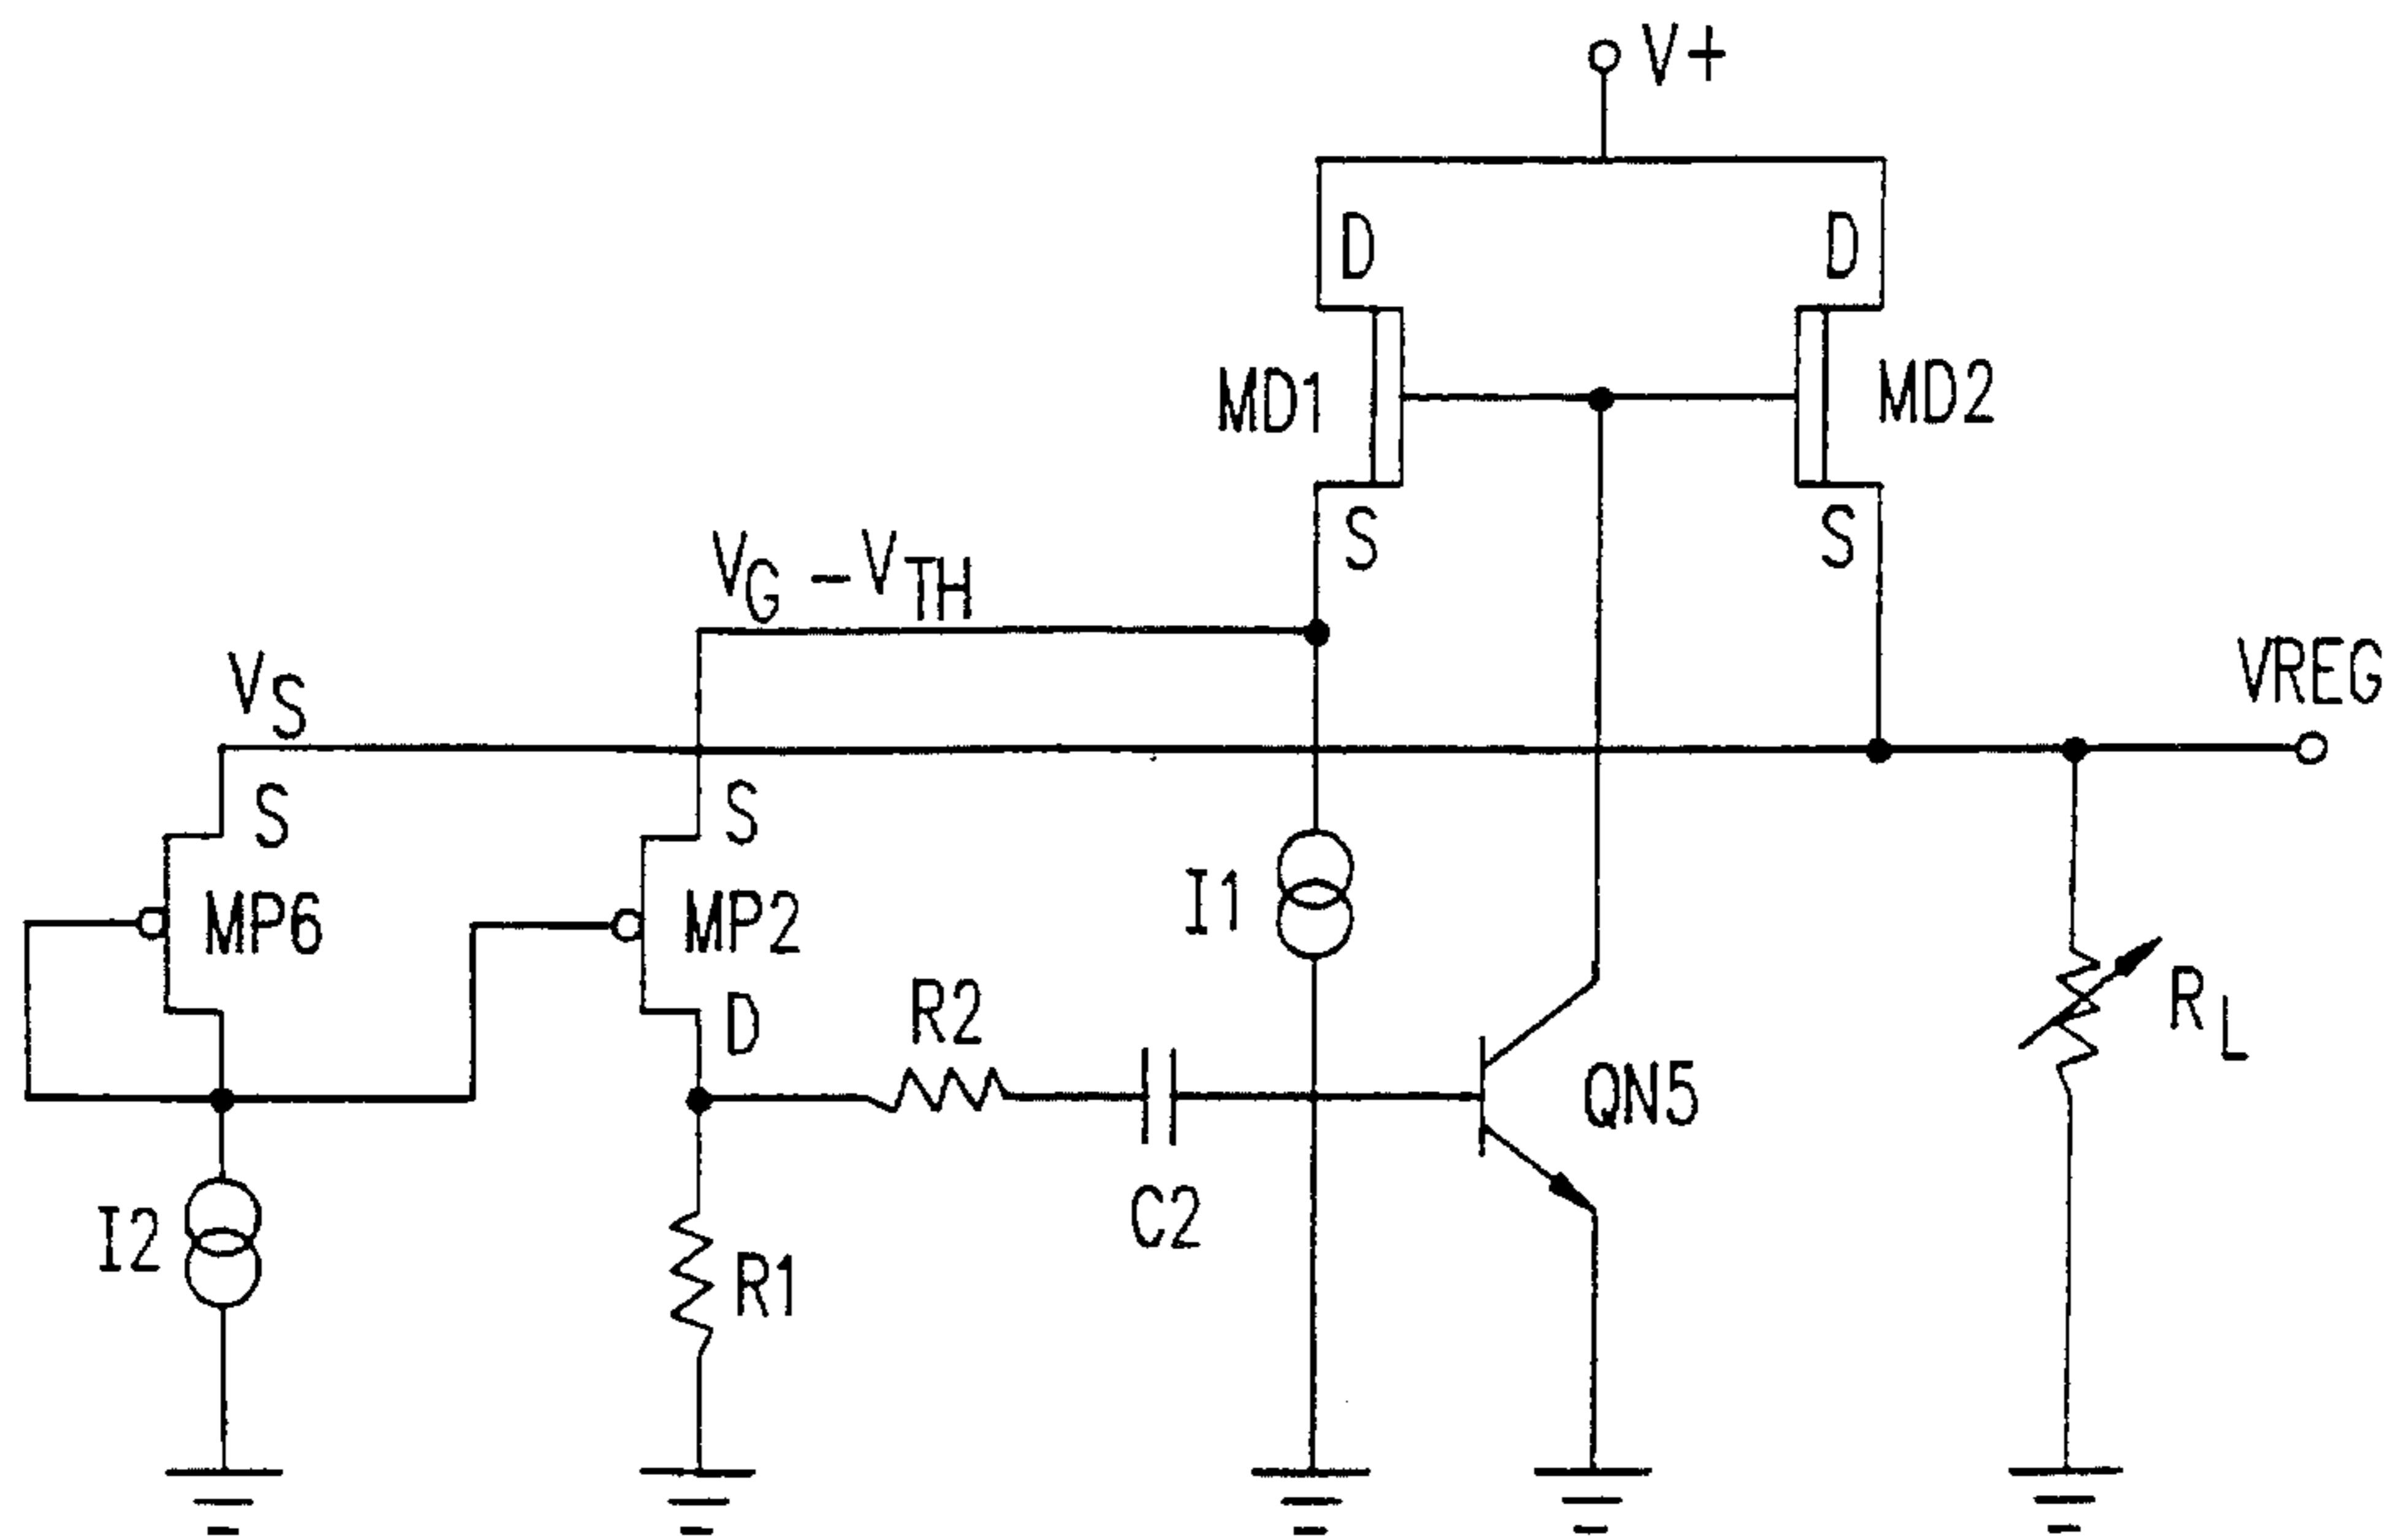 V+
D
D
MD1
MD2
S
S
VG -VTH
VS
VREG
S
S
MP6
MP2
I1
RL
D
R2
QN5
C2
I2
R1